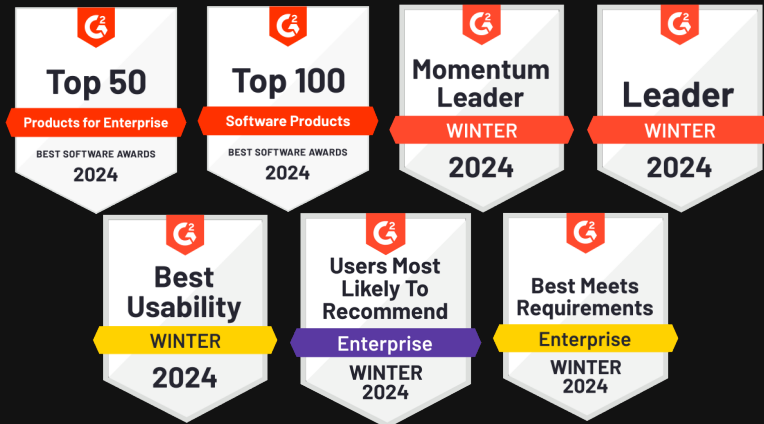 G2
Top 50
Products for Enterprise
BEST SOFTWARE AWARDS
2024
G2
Top 100
Software Products
BEST SOFTWARE AWARDS
2024
G2
Momentum
Leader
WINTER
2024
G2
Leader
WINTER
2024
G2
Best
Usability
WINTER
2024
G2
Users Most
Likely To
Recommend
Enterprise
WINTER
2024
G2
Best Meets
Requirements
Enterprise
WINTER
2024